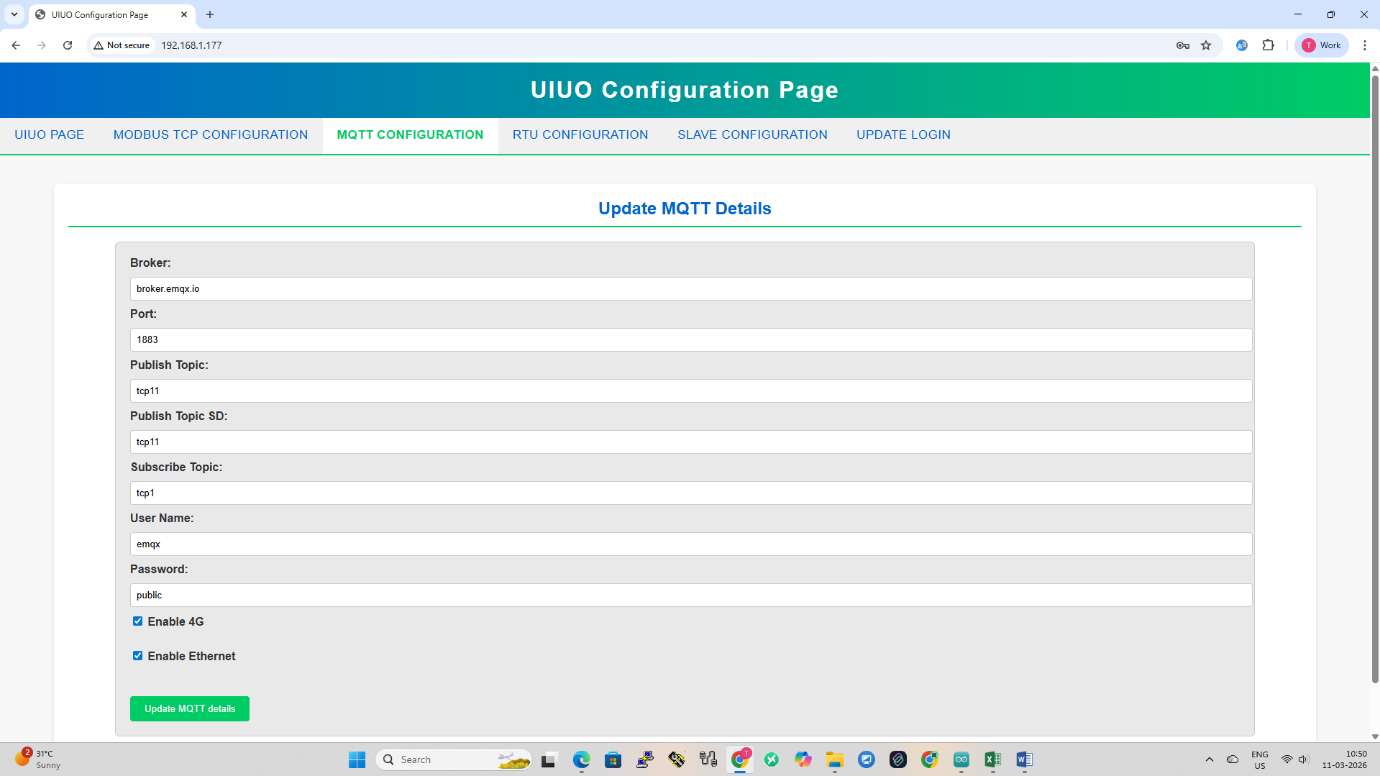 UIUO Configuration Page
Not secure
192.168.1.177
T
Work
UIUO Configuration Page
UIUO PAGE
MODBUS TCP CONFIGURATION
MQTT CONFIGURATION
RTU CONFIGURATION
SLAVE CONFIGURATION
UPDATE LOGIN
Update MQTT Details
Broker:
broker.emqx.io
Port:
1883
Publish Topic:
tcp11
Publish Topic SD:
tcp11
Subscribe Topic:
tcp1
User Name:
emqx
Password:
public
Enable 4G
Enable Ethernet
Update MQTT details
2
31°C
Sunny
Search
T
ENG
US
10:50
11-03-2026